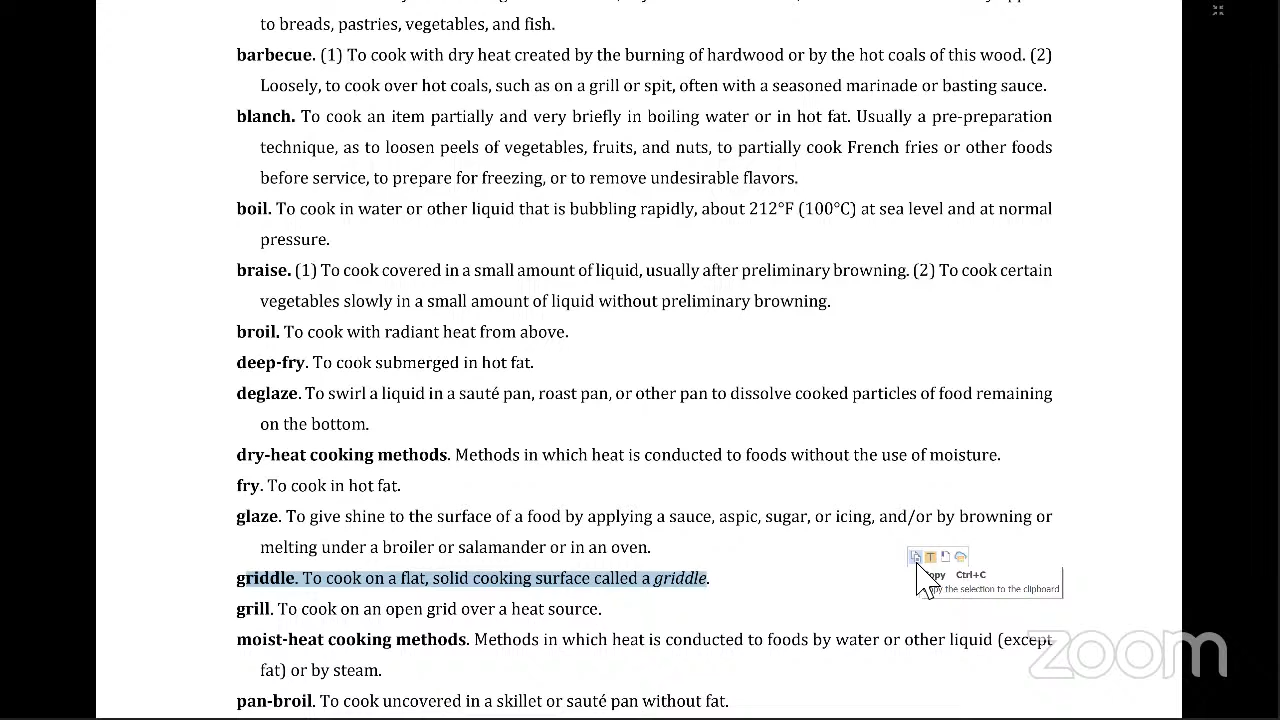 to breads, pastries, vegetables, and fish.
barbecue. (1) To cook with dry heat created by the burning of hardwood or by the hot coals of this wood. (2)
Loosely, to cook over hot coals, such as on a grill or spit, often with a seasoned marinade or basting sauce.
blanch. To cook an item partially and very briefly in boiling water or in hot fat. Usually a pre-preparation
technique, as to loosen peels of vegetables, fruits, and nuts, to partially cook French fries or other foods
before service, to prepare for freezing, or to remove undesirable flavors.
boil. To cook in water or other liquid that is bubbling rapidly, about 212°F (100°C) at sea level and at normal
pressure.
braise. (1) To cook covered in a small amount of liquid, usually after preliminary browning. (2) To cook certain
vegetables slowly in a small amount of liquid without preliminary browning.
broil. To cook with radiant heat from above.
deep-fry. To cook submerged in hot fat.
deglaze. To swirl a liquid in a sauté pan, roast pan, or other pan to dissolve cooked particles of food remaining
on the bottom.
dry-heat cooking methods. Methods in which heat is conducted to foods without the use of moisture.
fry. To cook in hot fat.
glaze. To give shine to the surface of a food by applying a sauce, aspic, sugar, or icing, and/or by browning or
melting under a broiler or salamander or in an oven.
griddle. To cook on a flat, solid cooking surface called a griddle.
Ctrl+C
the selection to the clipboard
grill. To cook on an open grid over a heat source.
moist-heat cooking methods. Methods in which heat is conducted to foods by water or other liquid (except
fat) or by steam.
zoom
pan-broil. To cook uncovered in a skillet or sauté pan without fat.